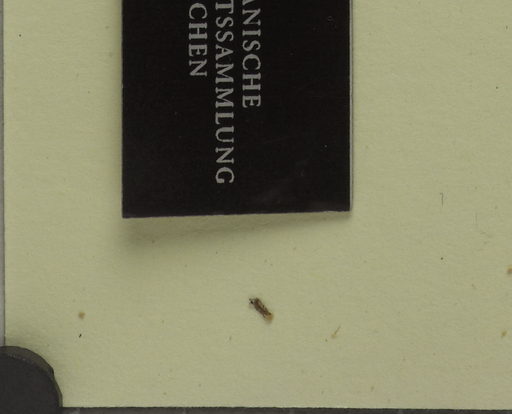 ANISCHE
TSSAMMLUNG
CHEN